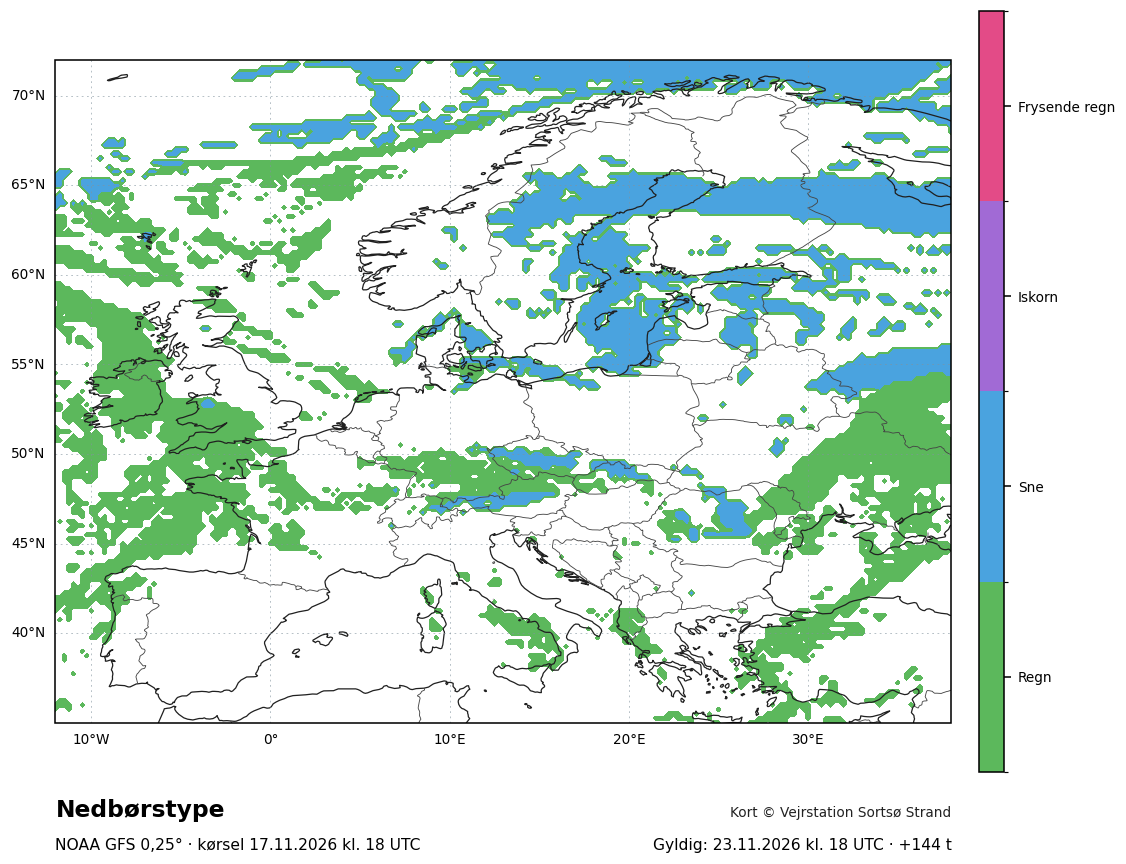 70°N
65°N
60°N
55°N
50°N
45°N
40°N
10°W
0°
10°E
20°E
30°E
Frysende regn
Iskorn
Sne
Regn
Nedbørstype
Kort © Vejrstation Sortsø Strand
NOAA GFS 0,25° · kørsel 17.11.2026 kl. 18 UTC
Gyldig: 23.11.2026 kl. 18 UTC · +144 t